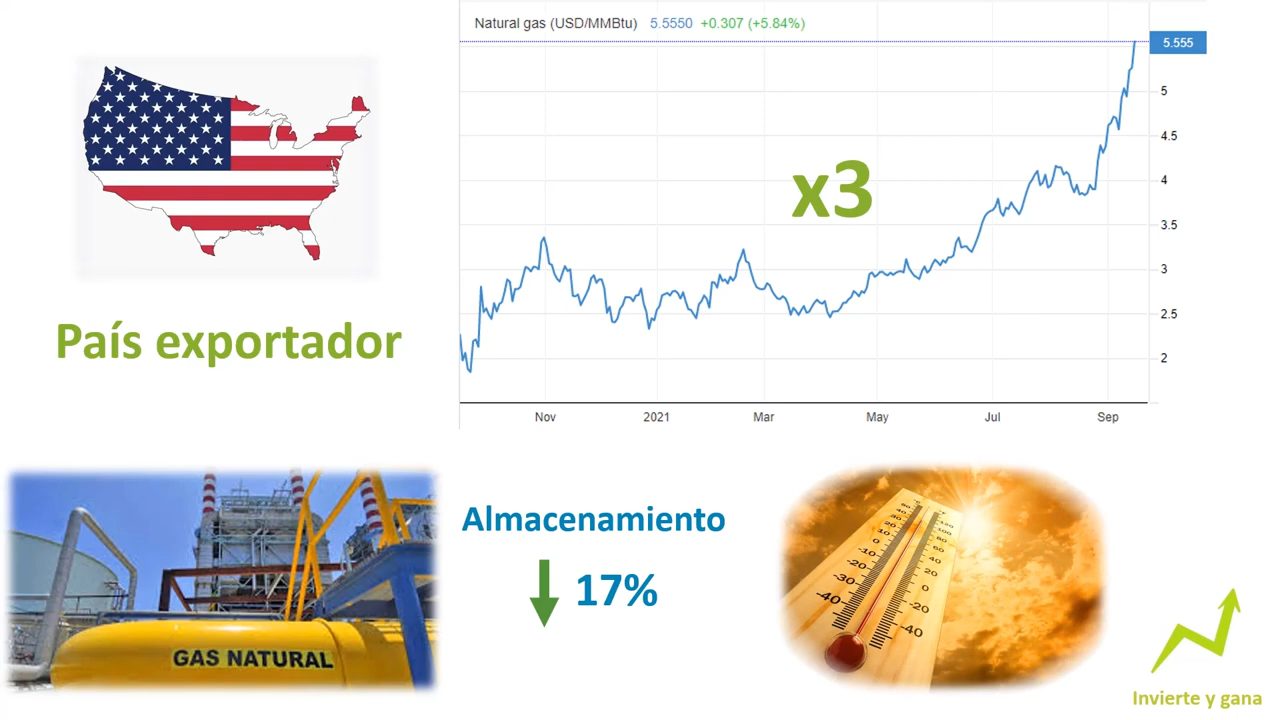 Natural gas (USD/MMBtu) 5.5550 +0.307 (+5.84%)
5.555
5
4.5
4
3.5
3
2.5
2
x3
Nov 2021 Mar May Jul Sep
País exportador
GAS NATURAL
Almacenamiento
17%
Invierte y gana